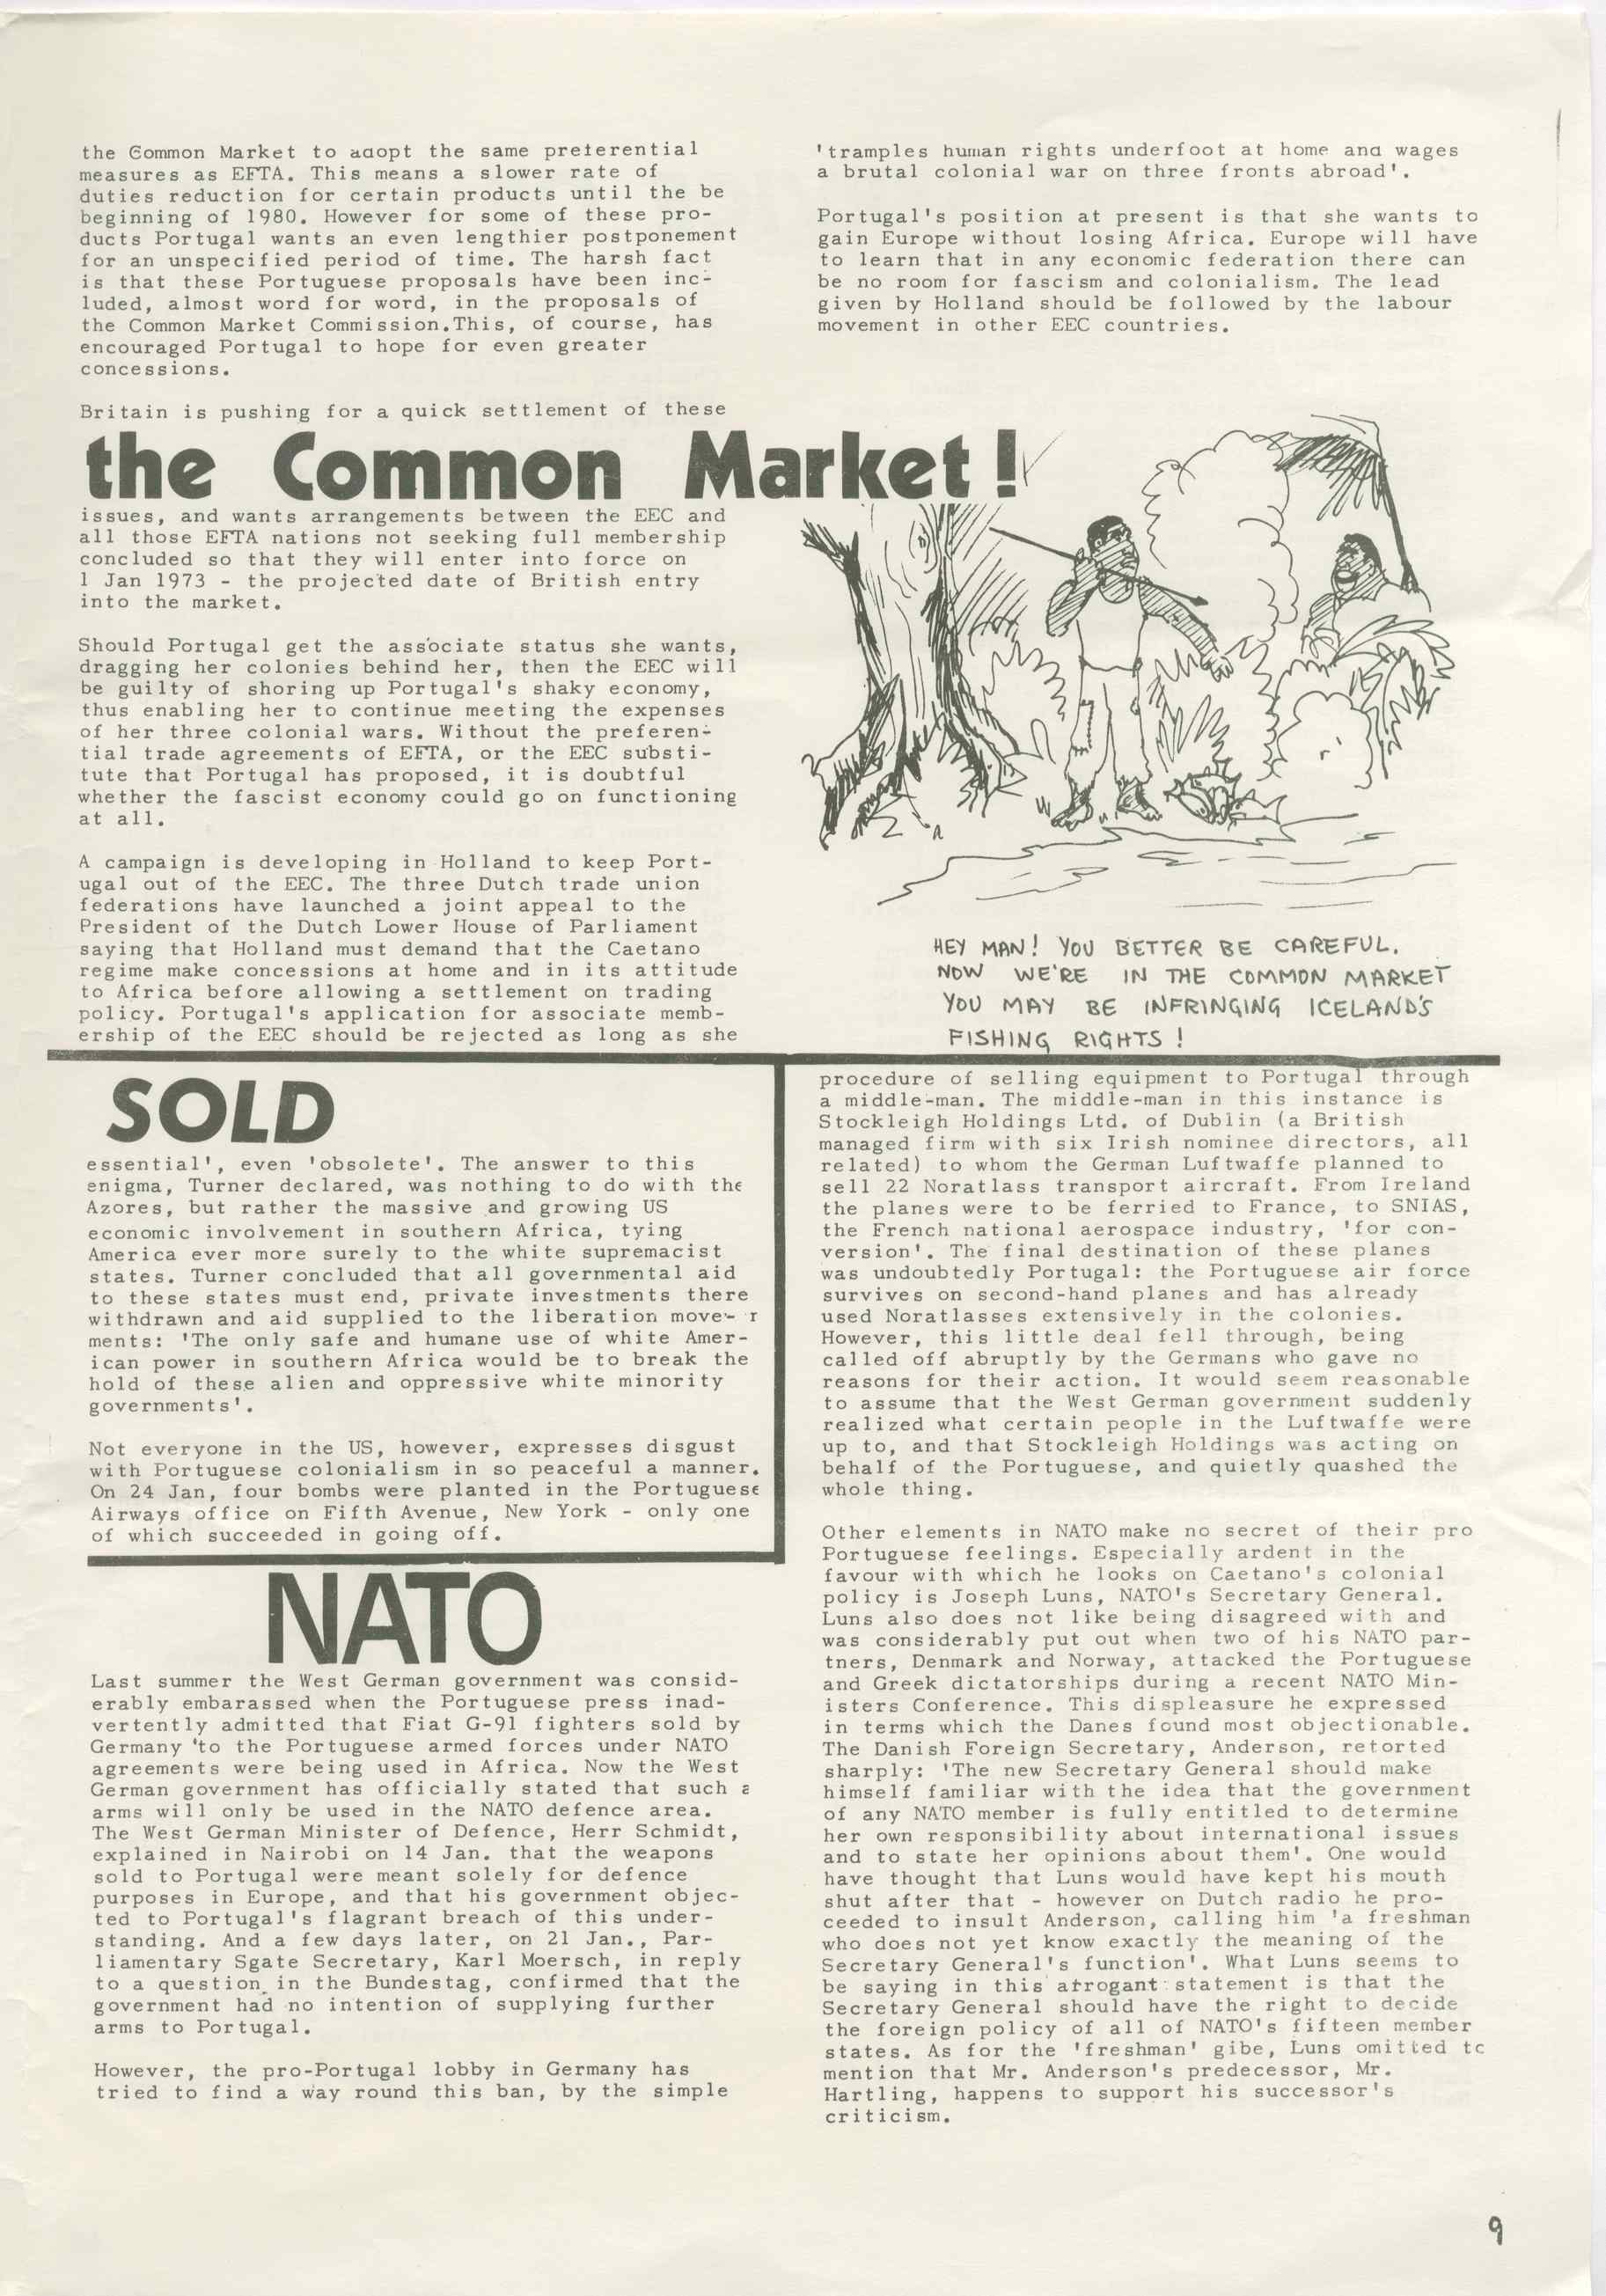 the Common Market to adopt the same preferential
measures as EFTA. This means a slower rate of
duties reduction for certain products until the be
beginning of 1980. However for some of these pro-
ducts Portugal wants an even lengthier postponement
for an unspecified period of time. The harsh fact
is that these Portuguese proposals have been inc-
luded, almost word for word, in the proposals of
the Common Market Commission.This, of course, has
encouraged Portugal to hope for even greater
concessions.
Britain is pushing for a quick settlement of these
the Common Market!
issues, and wants arrangements between the EEC and
all those EFTA nations not seeking full membership
concluded so that they will enter into force on
1 Jan 1973 - the projected date of British entry
into the market.
Should Portugal get the associate status she wants,
dragging her colonies behind her, then the EEC will
be guilty of shoring up Portugal's shaky economy,
thus enabling her to continue meeting the expenses
of her three colonial wars. Without the preferen-
tial trade agreements of EFTA, or the EEC substi-
tute that Portugal has proposed, it is doubtful
whether the fascist economy could go on functioning
at all.
A campaign is developing in Holland to keep Port-
ugal out of the EEC. The three Dutch trade union
federations have launched a joint appeal to the
President of the Dutch Lower House of Parliament
saying that Holland must demand that the Caetano
regime make concessions at home and in its attitude
to Africa before allowing a settlement on trading
policy. Portugal's application for associate memb-
ership of the EEC should be rejected as long as she
'tramples human rights underfoot at home and wages
a brutal colonial war on three fronts abroad'.
Portugal's position at present is that she wants to
gain Europe without losing Africa. Europe will have
to learn that in any economic federation there can
be no room for fascism and colonialism. The lead
given by Holland should be followed by the labour
movement in other EEC countries.
HEY MAN! YOU BETTER BE CAREFUL.
NOW WE'RE IN THE COMMON MARKET
YOU MAY BE INFRINGING ICELAND'S
FISHING RIGHTS!
SOLD
essential', even 'obsolete'. The answer to this
enigma, Turner declared, was nothing to do with the
Azores, but rather the massive and growing US
economic involvement in southern Africa, tying
America ever more surely to the white supremacist
states. Turner concluded that all governmental aid
to these states must end, private investments there
withdrawn and aid supplied to the liberation move- r
ments: 'The only safe and humane use of white Amer-
ican power in southern Africa would be to break the
hold of these alien and oppressive white minority
governments'.
Not everyone in the US, however, expresses disgust
with Portuguese colonialism in so peaceful a manner.
On 24 Jan, four bombs were planted in the Portuguese
Airways office on Fifth Avenue, New York - only one
of which succeeded in going off.
NATO
Last summer the West German government was consid-
erably embarassed when the Portuguese press inad-
vertently admitted that Fiat G-91 fighters sold by
Germany 'to the Portuguese armed forces under NATO
agreements were being used in Africa. Now the West
German government has officially stated that such a
arms will only be used in the NATO defence area.
The West German Minister of Defence, Herr Schmidt,
explained in Nairobi on 14 Jan. that the weapons
sold to Portugal were meant solely for defence
purposes in Europe, and that his government objec-
ted to Portugal's flagrant breach of this under-
standing. And a few days later, on 21 Jan., Par-
liamentary Sgate Secretary, Karl Moersch, in reply
to a question in the Bundestag, confirmed that the
government had no intention of supplying further
arms to Portugal.
However, the pro-Portugal lobby in Germany has
tried to find a way round this ban, by the simple
procedure of selling equipment to Portugal through
a middle-man. The middle-man in this instance is
Stockleigh Holdings Ltd. of Dublin (a British
managed firm with six Irish nominee directors, all
related) to whom the German Luftwaffe planned to
sell 22 Noratlass transport aircraft. From Ireland
the planes were to be ferried to France, to SNIAS,
the French national aerospace industry, 'for con-
version'. The final destination of these planes
was undoubtedly Portugal: the Portuguese air force
survives on second-hand planes and has already
used Noratlasses extensively in the colonies.
However, this little deal fell through, being
called off abruptly by the Germans who gave no
reasons for their action. It would seem reasonable
to assume that the West German government suddenly
realized what certain people in the Luftwaffe were
up to, and that Stockleigh Holdings was acting on
behalf of the Portuguese, and quietly quashed the
whole thing.
Other elements in NATO make no secret of their pro
Portuguese feelings. Especially ardent in the
favour with which he looks on Caetano's colonial
policy is Joseph Luns, NATO's Secretary General.
Luns also does not like being disagreed with and
was considerably put out when two of his NATO par-
tners, Denmark and Norway, attacked the Portuguese
and Greek dictatorships during a recent NATO Min-
isters Conference. This displeasure he expressed
in terms which the Danes found most objectionable.
The Danish Foreign Secretary, Anderson, retorted
sharply: 'The new Secretary General should make
himself familiar with the idea that the government
of any NATO member is fully entitled to determine
her own responsibility about international issues
and to state her opinions about them'. One would
have thought that Luns would have kept his mouth
shut after that - however on Dutch radio he pro-
ceeded to insult Anderson, calling him 'a freshman
who does not yet know exactly the meaning of the
Secretary General's function'. What Luns seems to
be saying in this arrogant statement is that the
Secretary General should have the right to decide
the foreign policy of all of NATO's fifteen member
states. As for the 'freshman' gibe, Luns omitted to
mention that Mr. Anderson's predecessor, Mr.
Hartling, happens to support his successor's
criticism.
9